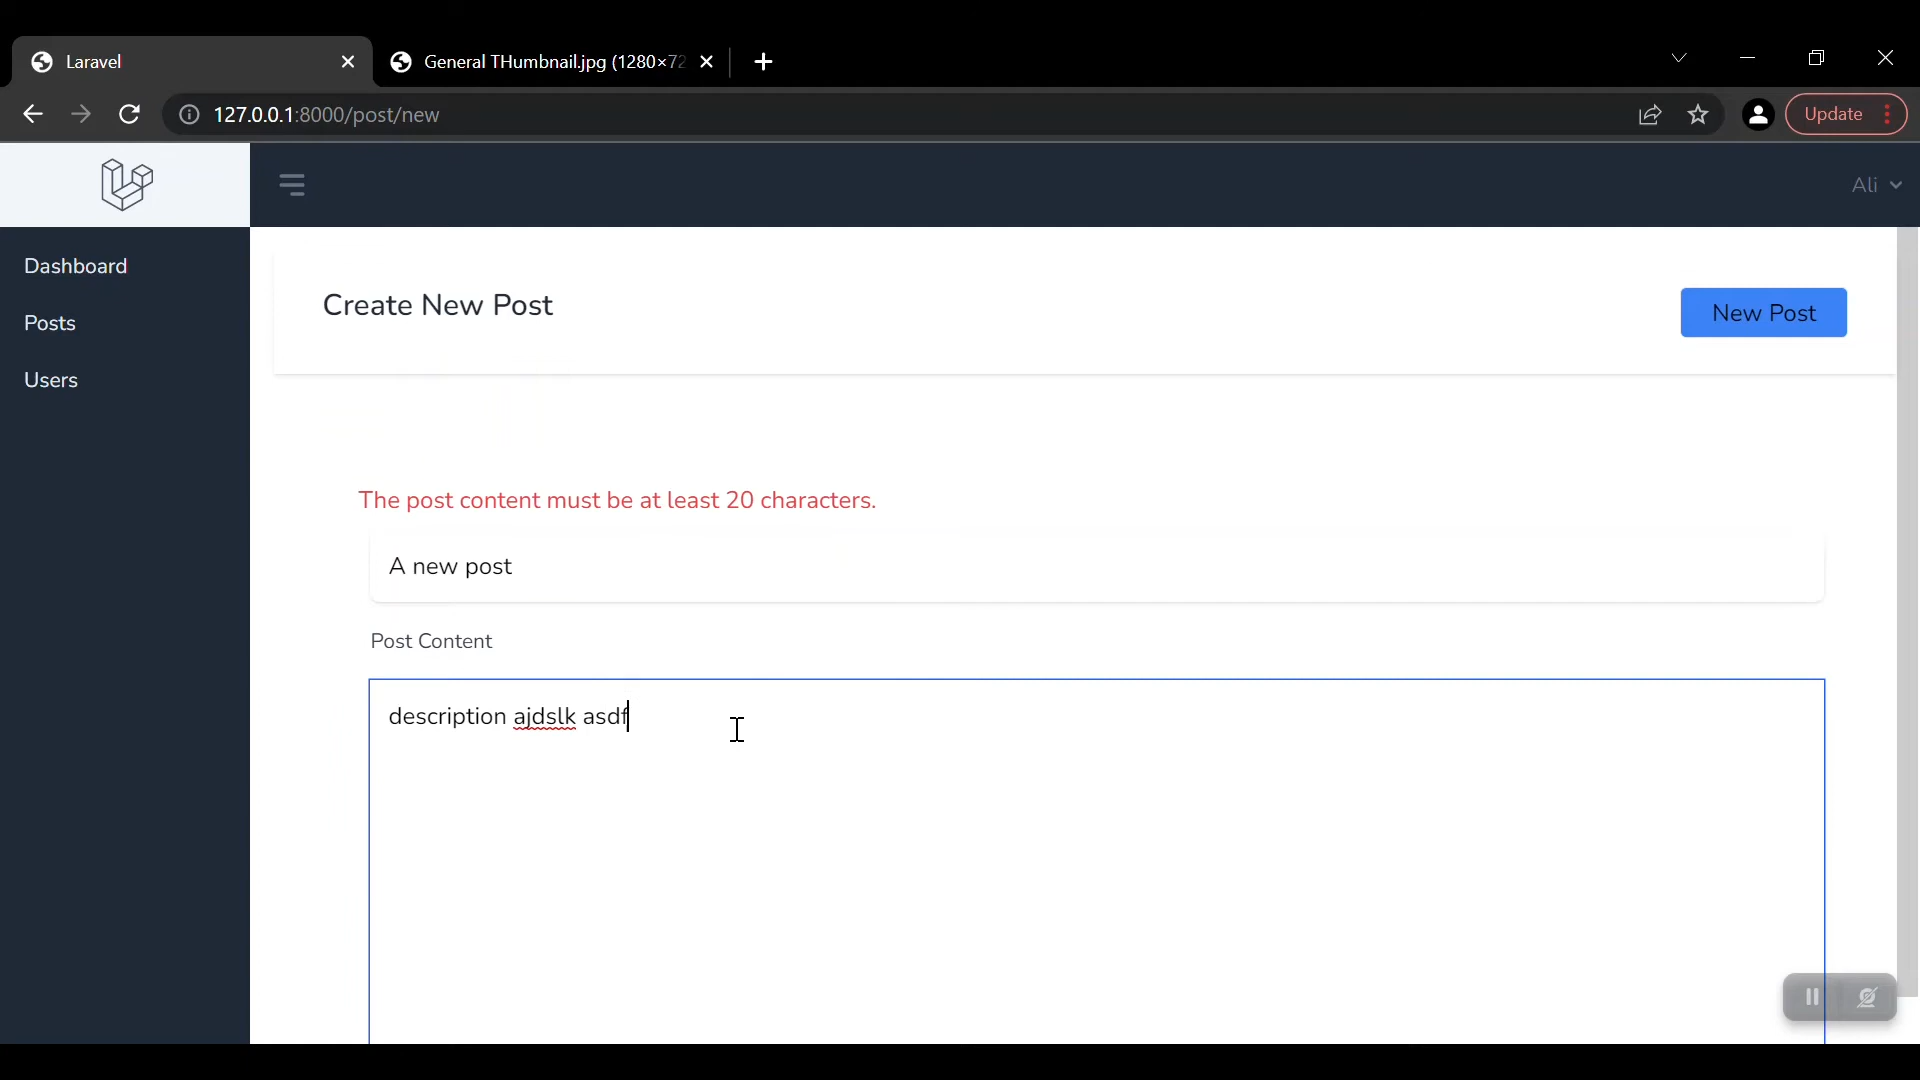 Laravel
General THumbnail.jpg (1280×72
127.0.0.1:8000/post/new
Update
Ali
Dashboard
Posts
Users
Create New Post
New Post
The post content must be at least 20 characters.
A new post
Post Content
description ajdslk asdf